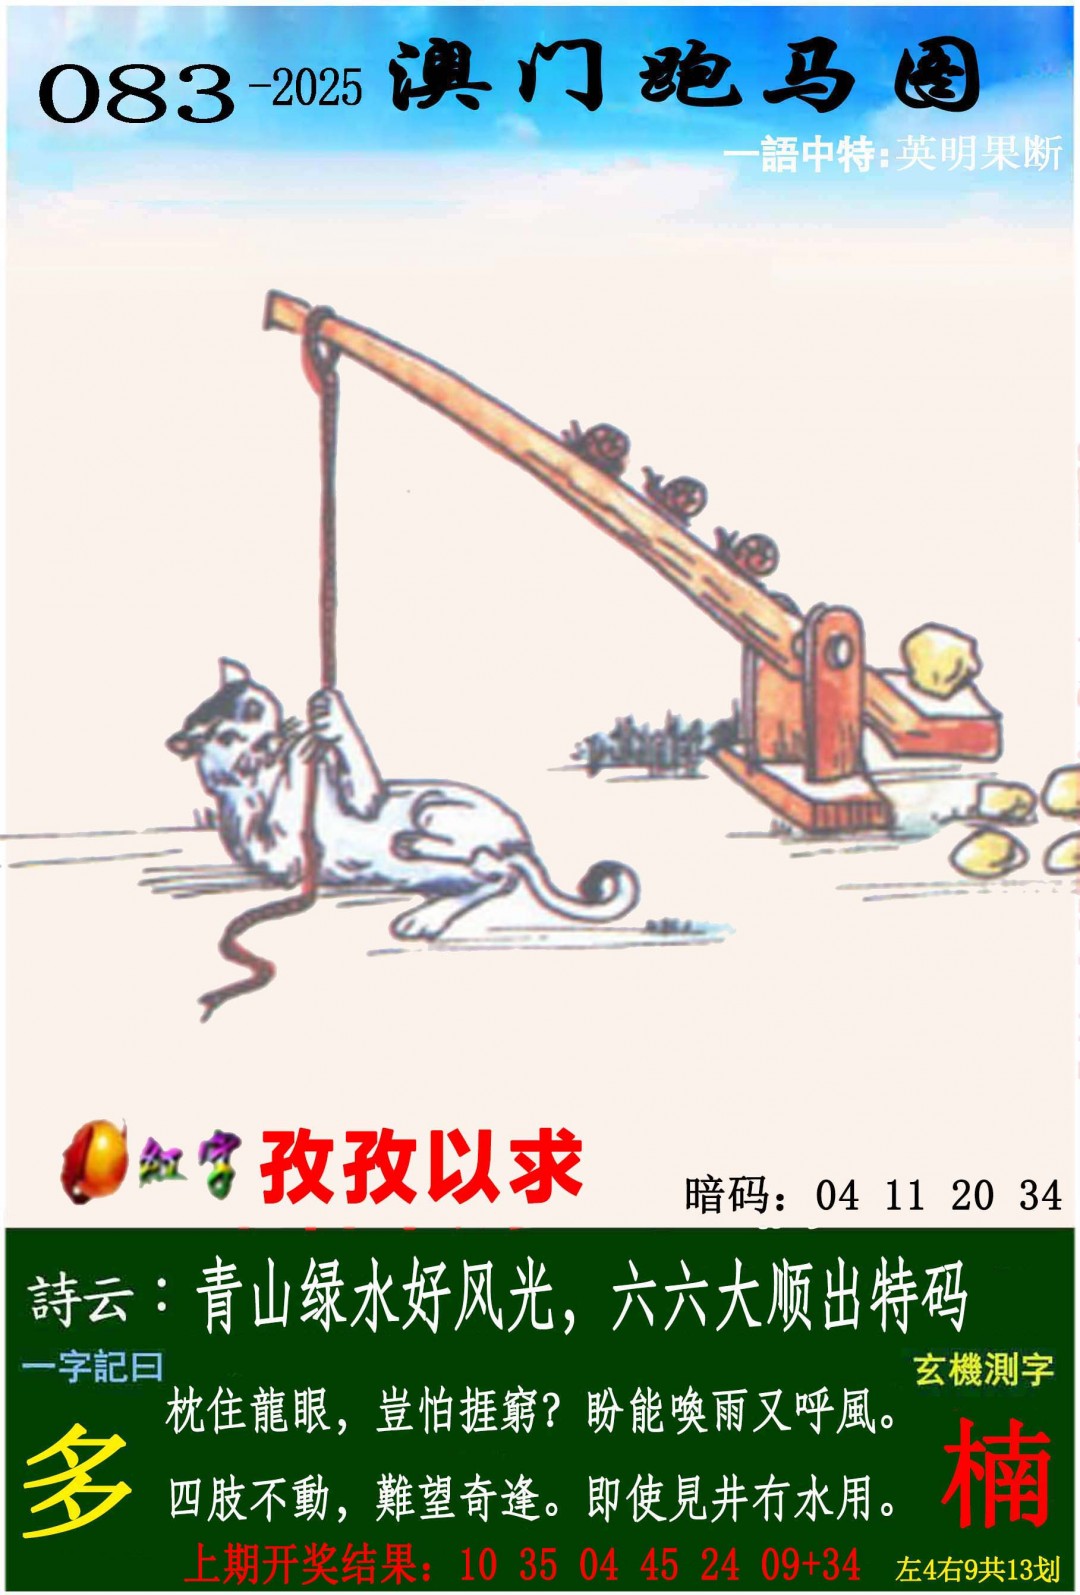 083-2025 澳门跑马图
一語中特:英明果断
红字 孜孜以求
暗码: 04 11 20 34
詩云：青山绿水好风光，六六大顺出特码
一字記曰
玄機測字
多
枕住龍眼，豈怕捱窮？盼能喚雨又呼風。
四肢不動，難望奇逢。即使見井冇水用。
楠
上期开奖结果：10 35 04 45 24 09+34
左4右9共13划